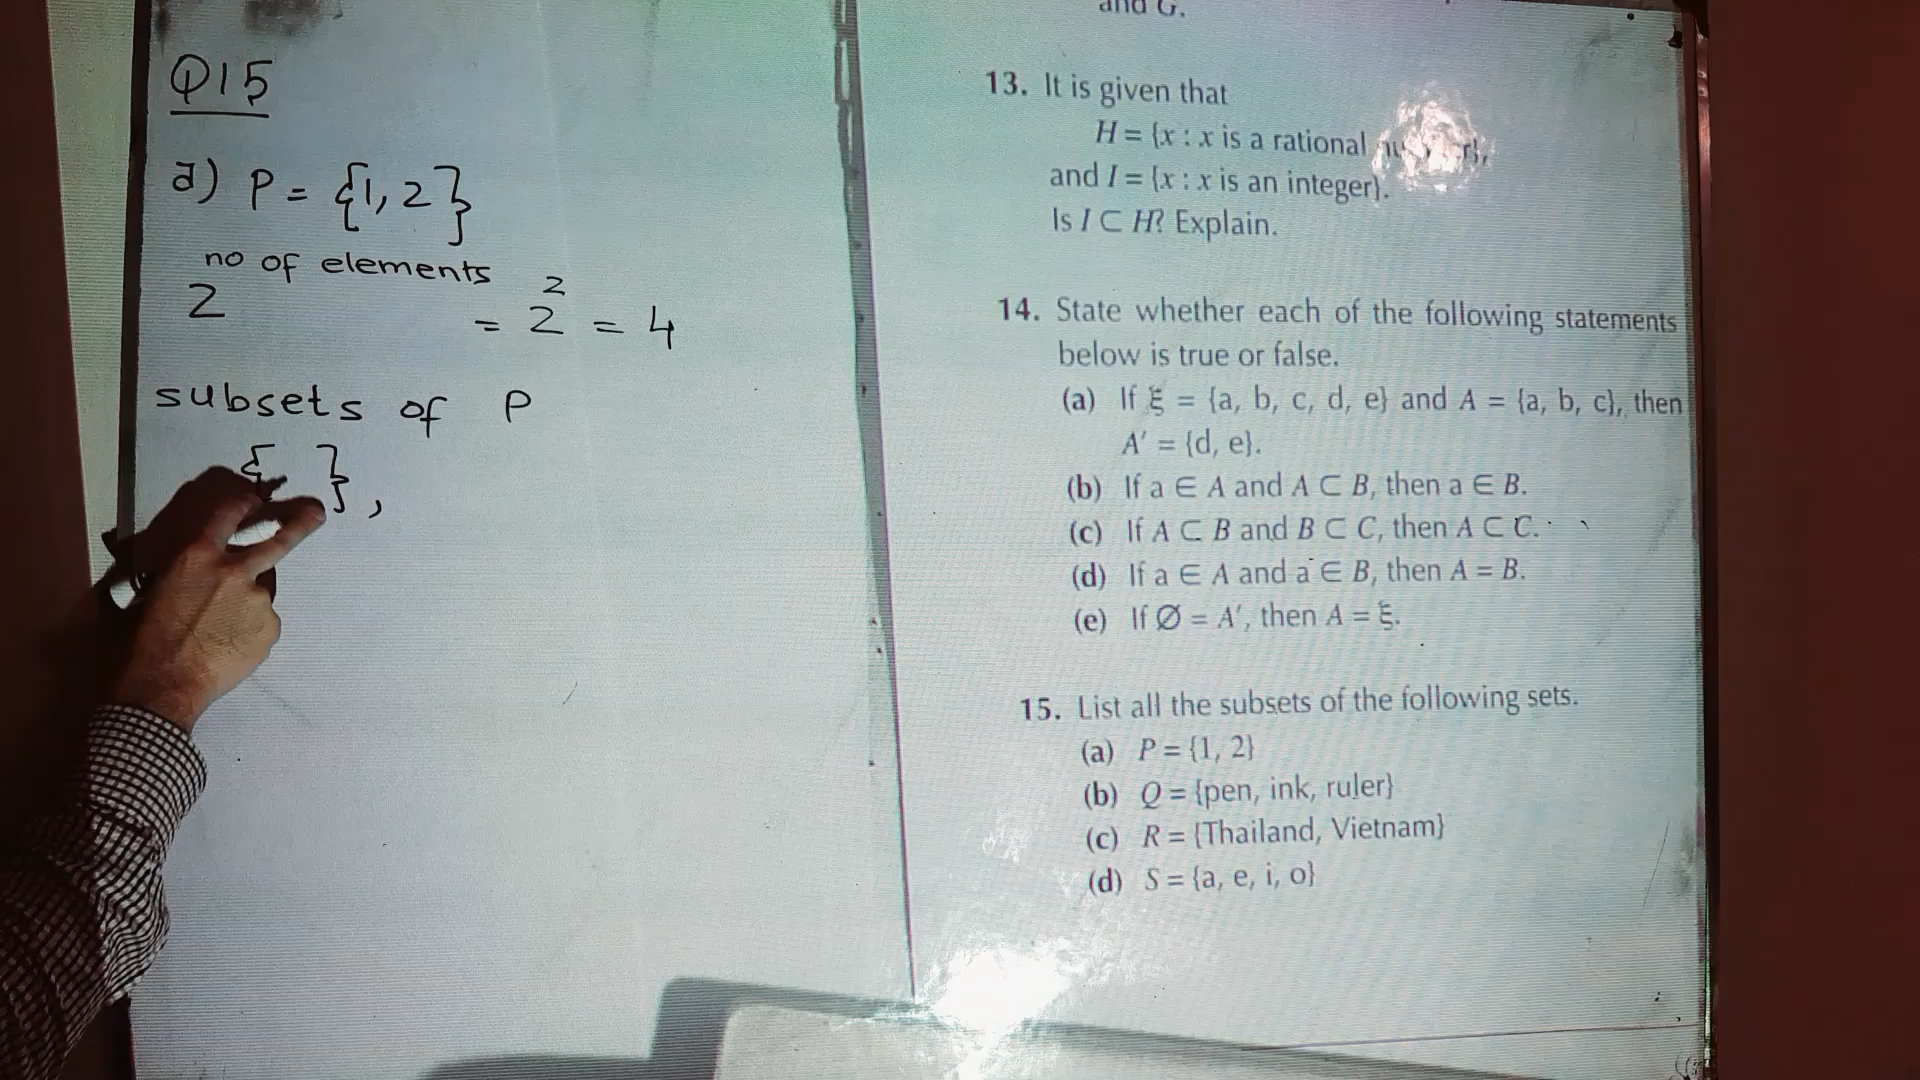 Q15
a) P = {1, 2}
no of elements
2 = 2² = 4
subsets of P
{ },
and G.
13. It is given that
H = {x : x is a rational
and I = {x : x is an integer}.
Is I ⊂ H? Explain.
14. State whether each of the following statements
below is true or false.
(a) If ξ = {a, b, c, d, e} and A = {a, b, c}, then
A′ = {d, e}.
(b) If a ∈ A and A ⊂ B, then a ∈ B.
(c) If A ⊂ B and B ⊂ C, then A ⊂ C.
(d) If a ∈ A and a ∈ B, then A = B.
(e) If Ø = A′, then A = ξ.
15. List all the subsets of the following sets.
(a) P = {1, 2}
(b) Q = {pen, ink, ruler}
(c) R = {Thailand, Vietnam}
(d) S = {a, e, i, o}